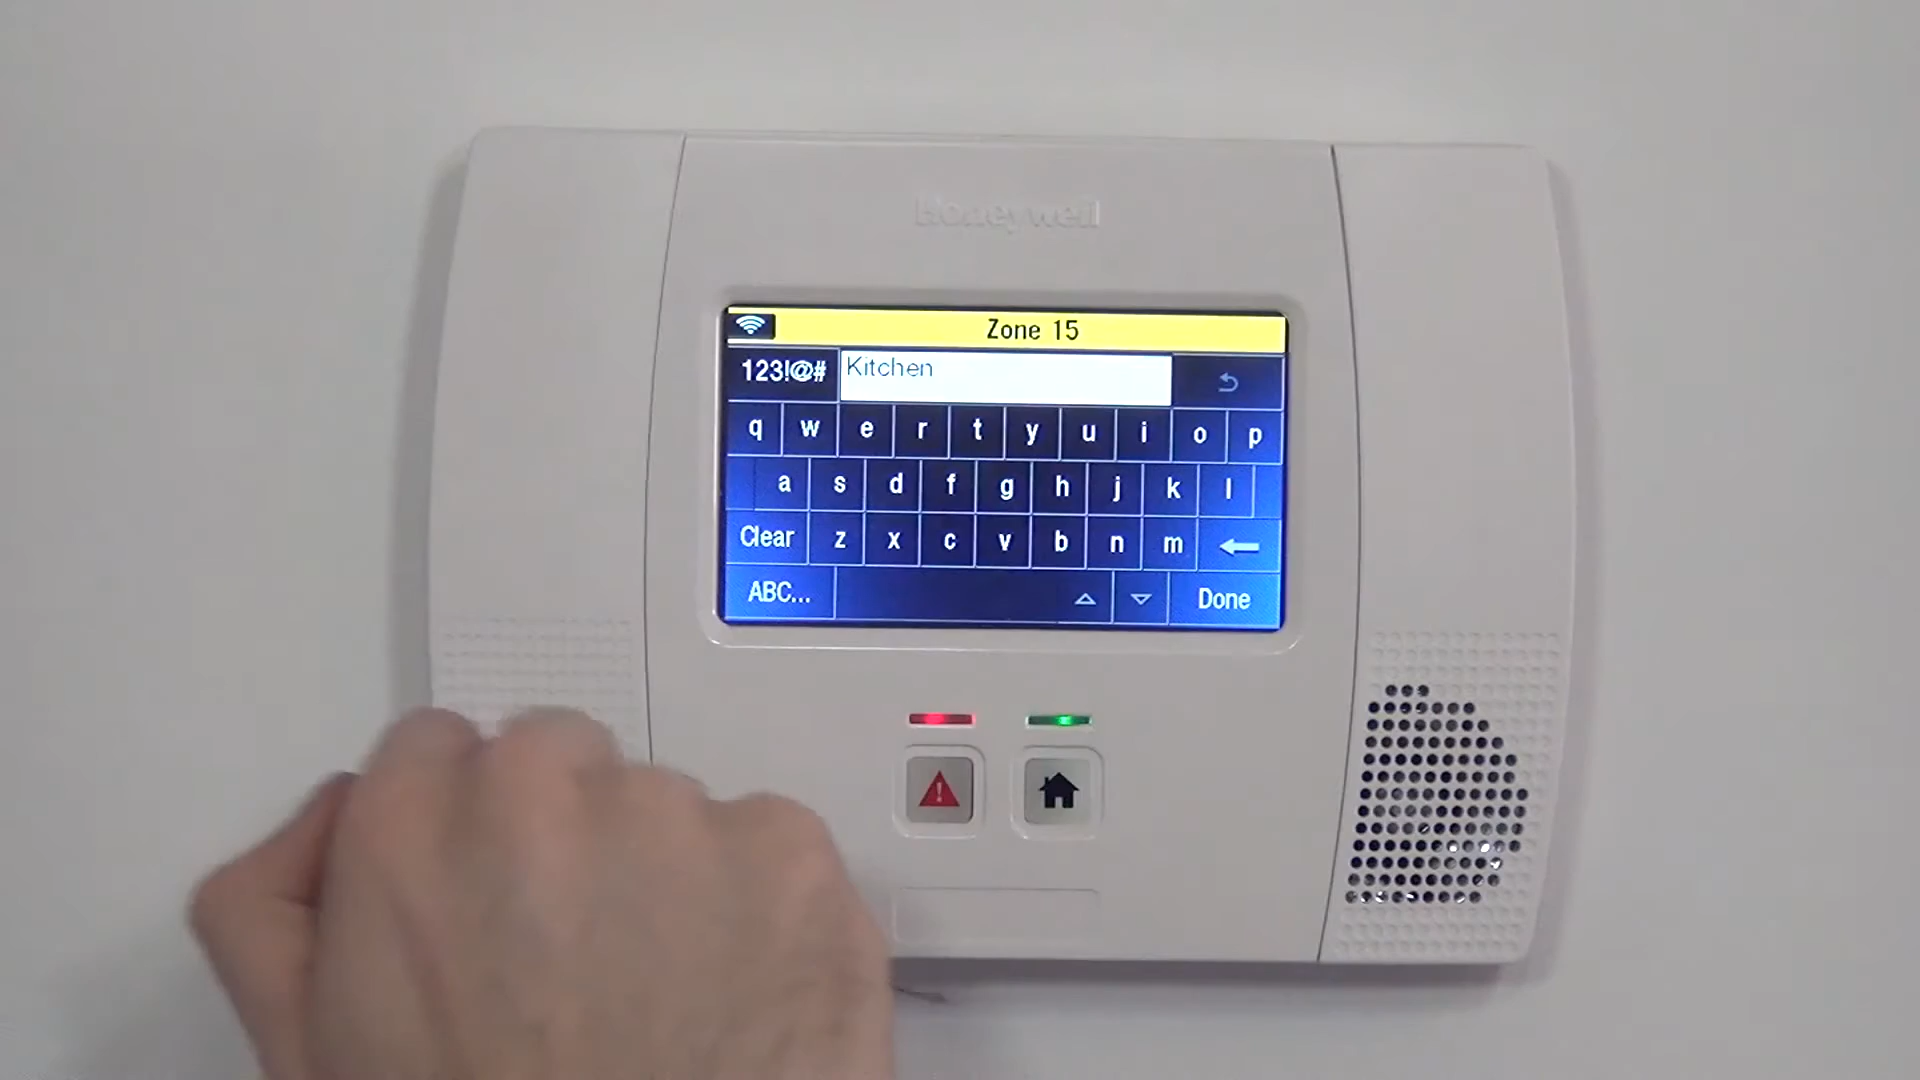 Honeywell
Zone 15
123!@# Kitchen
q w e r t y u i o p
a s d f g h j k l
Clear z x c v b n m
ABC... Done